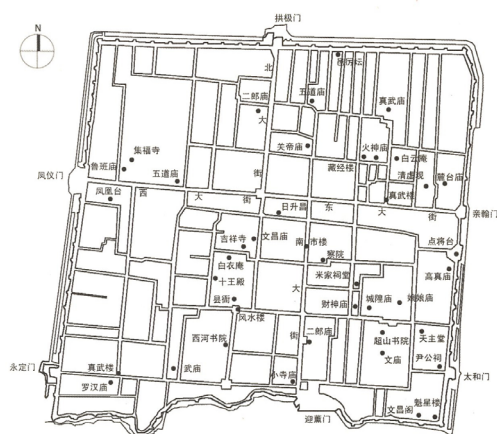 拱极门
N
北
邑厉坛
二郎庙
五道庙
真武庙
大
关帝庙
火神庙
集福寺
白云庵
鲁班庙
五道庙
街
藏经楼
清虚观
麓台庙
凤仪门
凤凰台
西
大
街
日升昌
东
大
真武楼
街
亲翰门
吉祥寺
文昌庙
南
市楼
点将台
白衣庵
米家祠堂
高真庙
十王殿
大
县衙
财神庙
城隍庙
娘娘庙
风水楼
西河书院
街
二郎庙
超山书院
天主堂
永定门
真武楼
武庙
文庙
尹公祠
太和门
罗汉庙
小寺庙
魁星楼
迎薰门
文昌阁